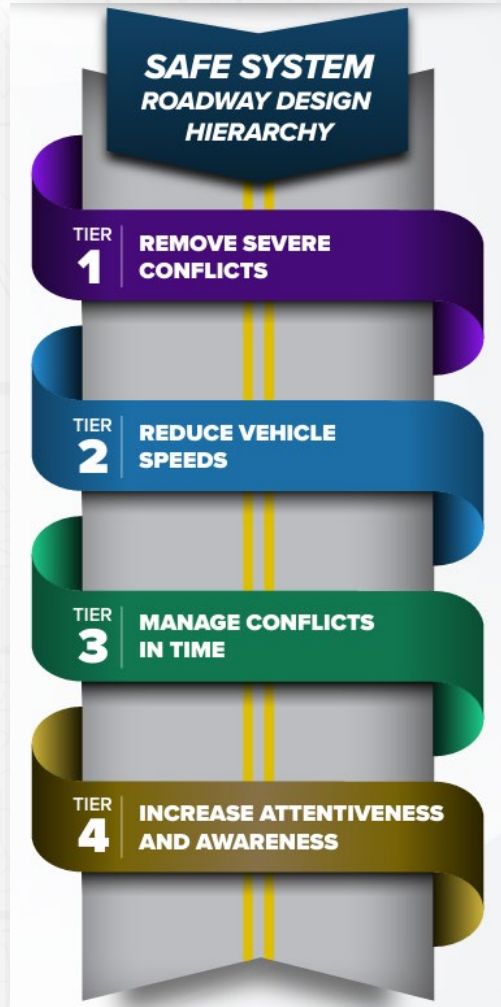 SAFE SYSTEM
ROADWAY DESIGN
HIERARCHY
TIER
1
REMOVE SEVERE
CONFLICTS
TIER
2
REDUCE VEHICLE
SPEEDS
TIER
3
MANAGE CONFLICTS
IN TIME
TIER
4
INCREASE ATTENTIVENESS
AND AWARENESS